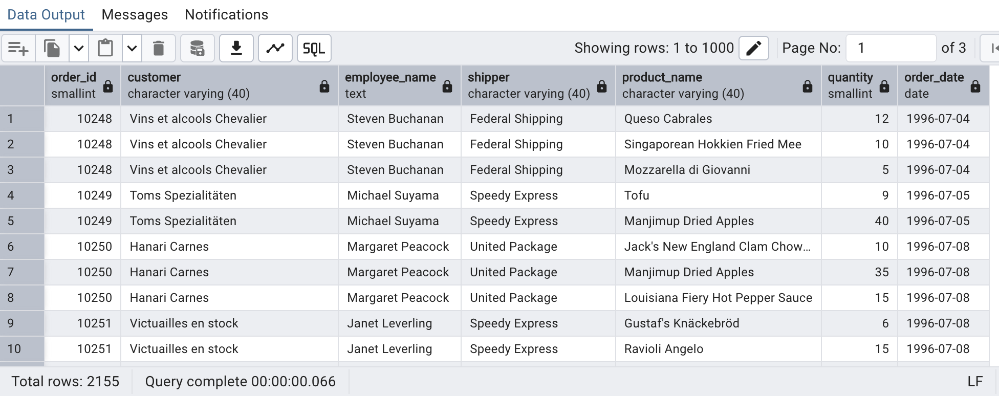 Data Output Messages Notifications
SQL Showing rows: 1 to 1000 Page No: 1 of 3
order_id customer employee_name shipper product_name quantity order_date
smallint character varying (40) text character varying (40) character varying (40) smallint date
1 10248 Vins et alcools Chevalier Steven Buchanan Federal Shipping Queso Cabrales 12 1996-07-04
2 10248 Vins et alcools Chevalier Steven Buchanan Federal Shipping Singaporean Hokkien Fried Mee 10 1996-07-04
3 10248 Vins et alcools Chevalier Steven Buchanan Federal Shipping Mozzarella di Giovanni 5 1996-07-04
4 10249 Toms Spezialitäten Michael Suyama Speedy Express Tofu 9 1996-07-05
5 10249 Toms Spezialitäten Michael Suyama Speedy Express Manjimup Dried Apples 40 1996-07-05
6 10250 Hanari Carnes Margaret Peacock United Package Jack's New England Clam Chow... 10 1996-07-08
7 10250 Hanari Carnes Margaret Peacock United Package Manjimup Dried Apples 35 1996-07-08
8 10250 Hanari Carnes Margaret Peacock United Package Louisiana Fiery Hot Pepper Sauce 15 1996-07-08
9 10251 Victuailles en stock Janet Leverling Speedy Express Gustaf's Knäckebröd 6 1996-07-08
10 10251 Victuailles en stock Janet Leverling Speedy Express Ravioli Angelo 15 1996-07-08
Total rows: 2155 Query complete 00:00:00.066 LF